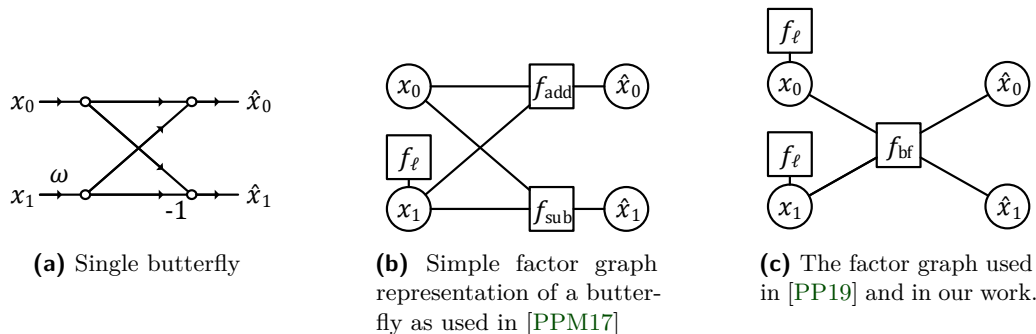 x₀
x̂₀
ω
x₁
-1
x̂₁
(a) Single butterfly
x₀
f_add
x̂₀
f_ℓ
x₁
f_sub
x̂₁
(b) Simple factor graph
representation of a butter-
fly as used in [PPM17]
f_ℓ
x₀
x̂₀
f_ℓ
f_bf
x₁
x̂₁
(c) The factor graph used
in [PP19] and in our work.